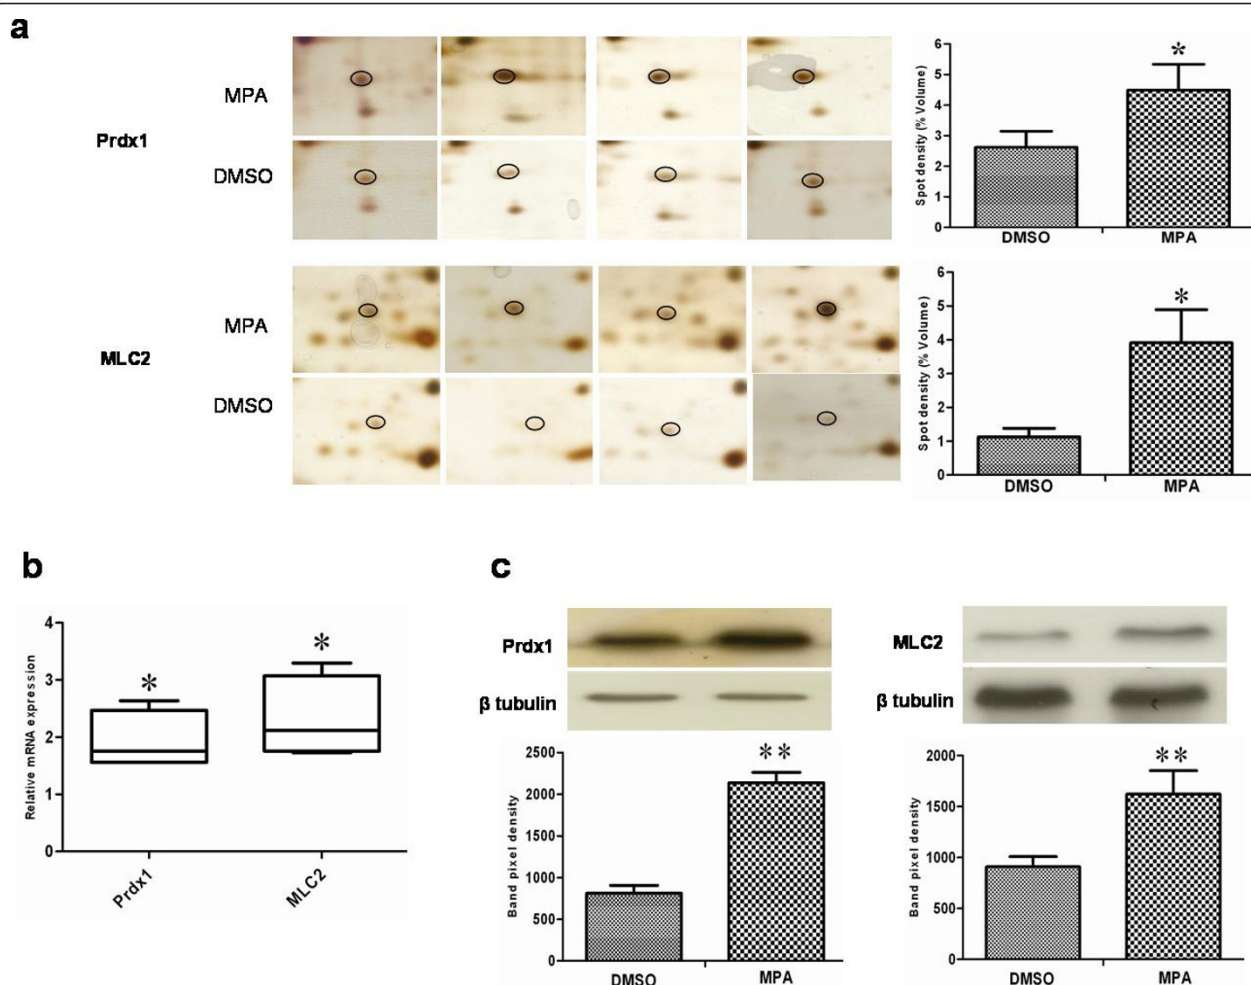 a
MPA
Prdx1
DMSO
Spot density (% Volume)
6
5
4
3
2
1
0
*
DMSO MPA
MPA
MLC2
DMSO
Spot density (% Volume)
6
5
4
3
2
1
0
*
DMSO MPA
b
Relative mRNA expression
4
3
2
1
0
* *
Prdx1 MLC2
c
Prdx1
β tubulin
Band pixel density
2500
2000
1500
1000
500
0
**
DMSO MPA
MLC2
β tubulin
Band pixel density
2000
1500
1000
500
0
**
DMSO MPA